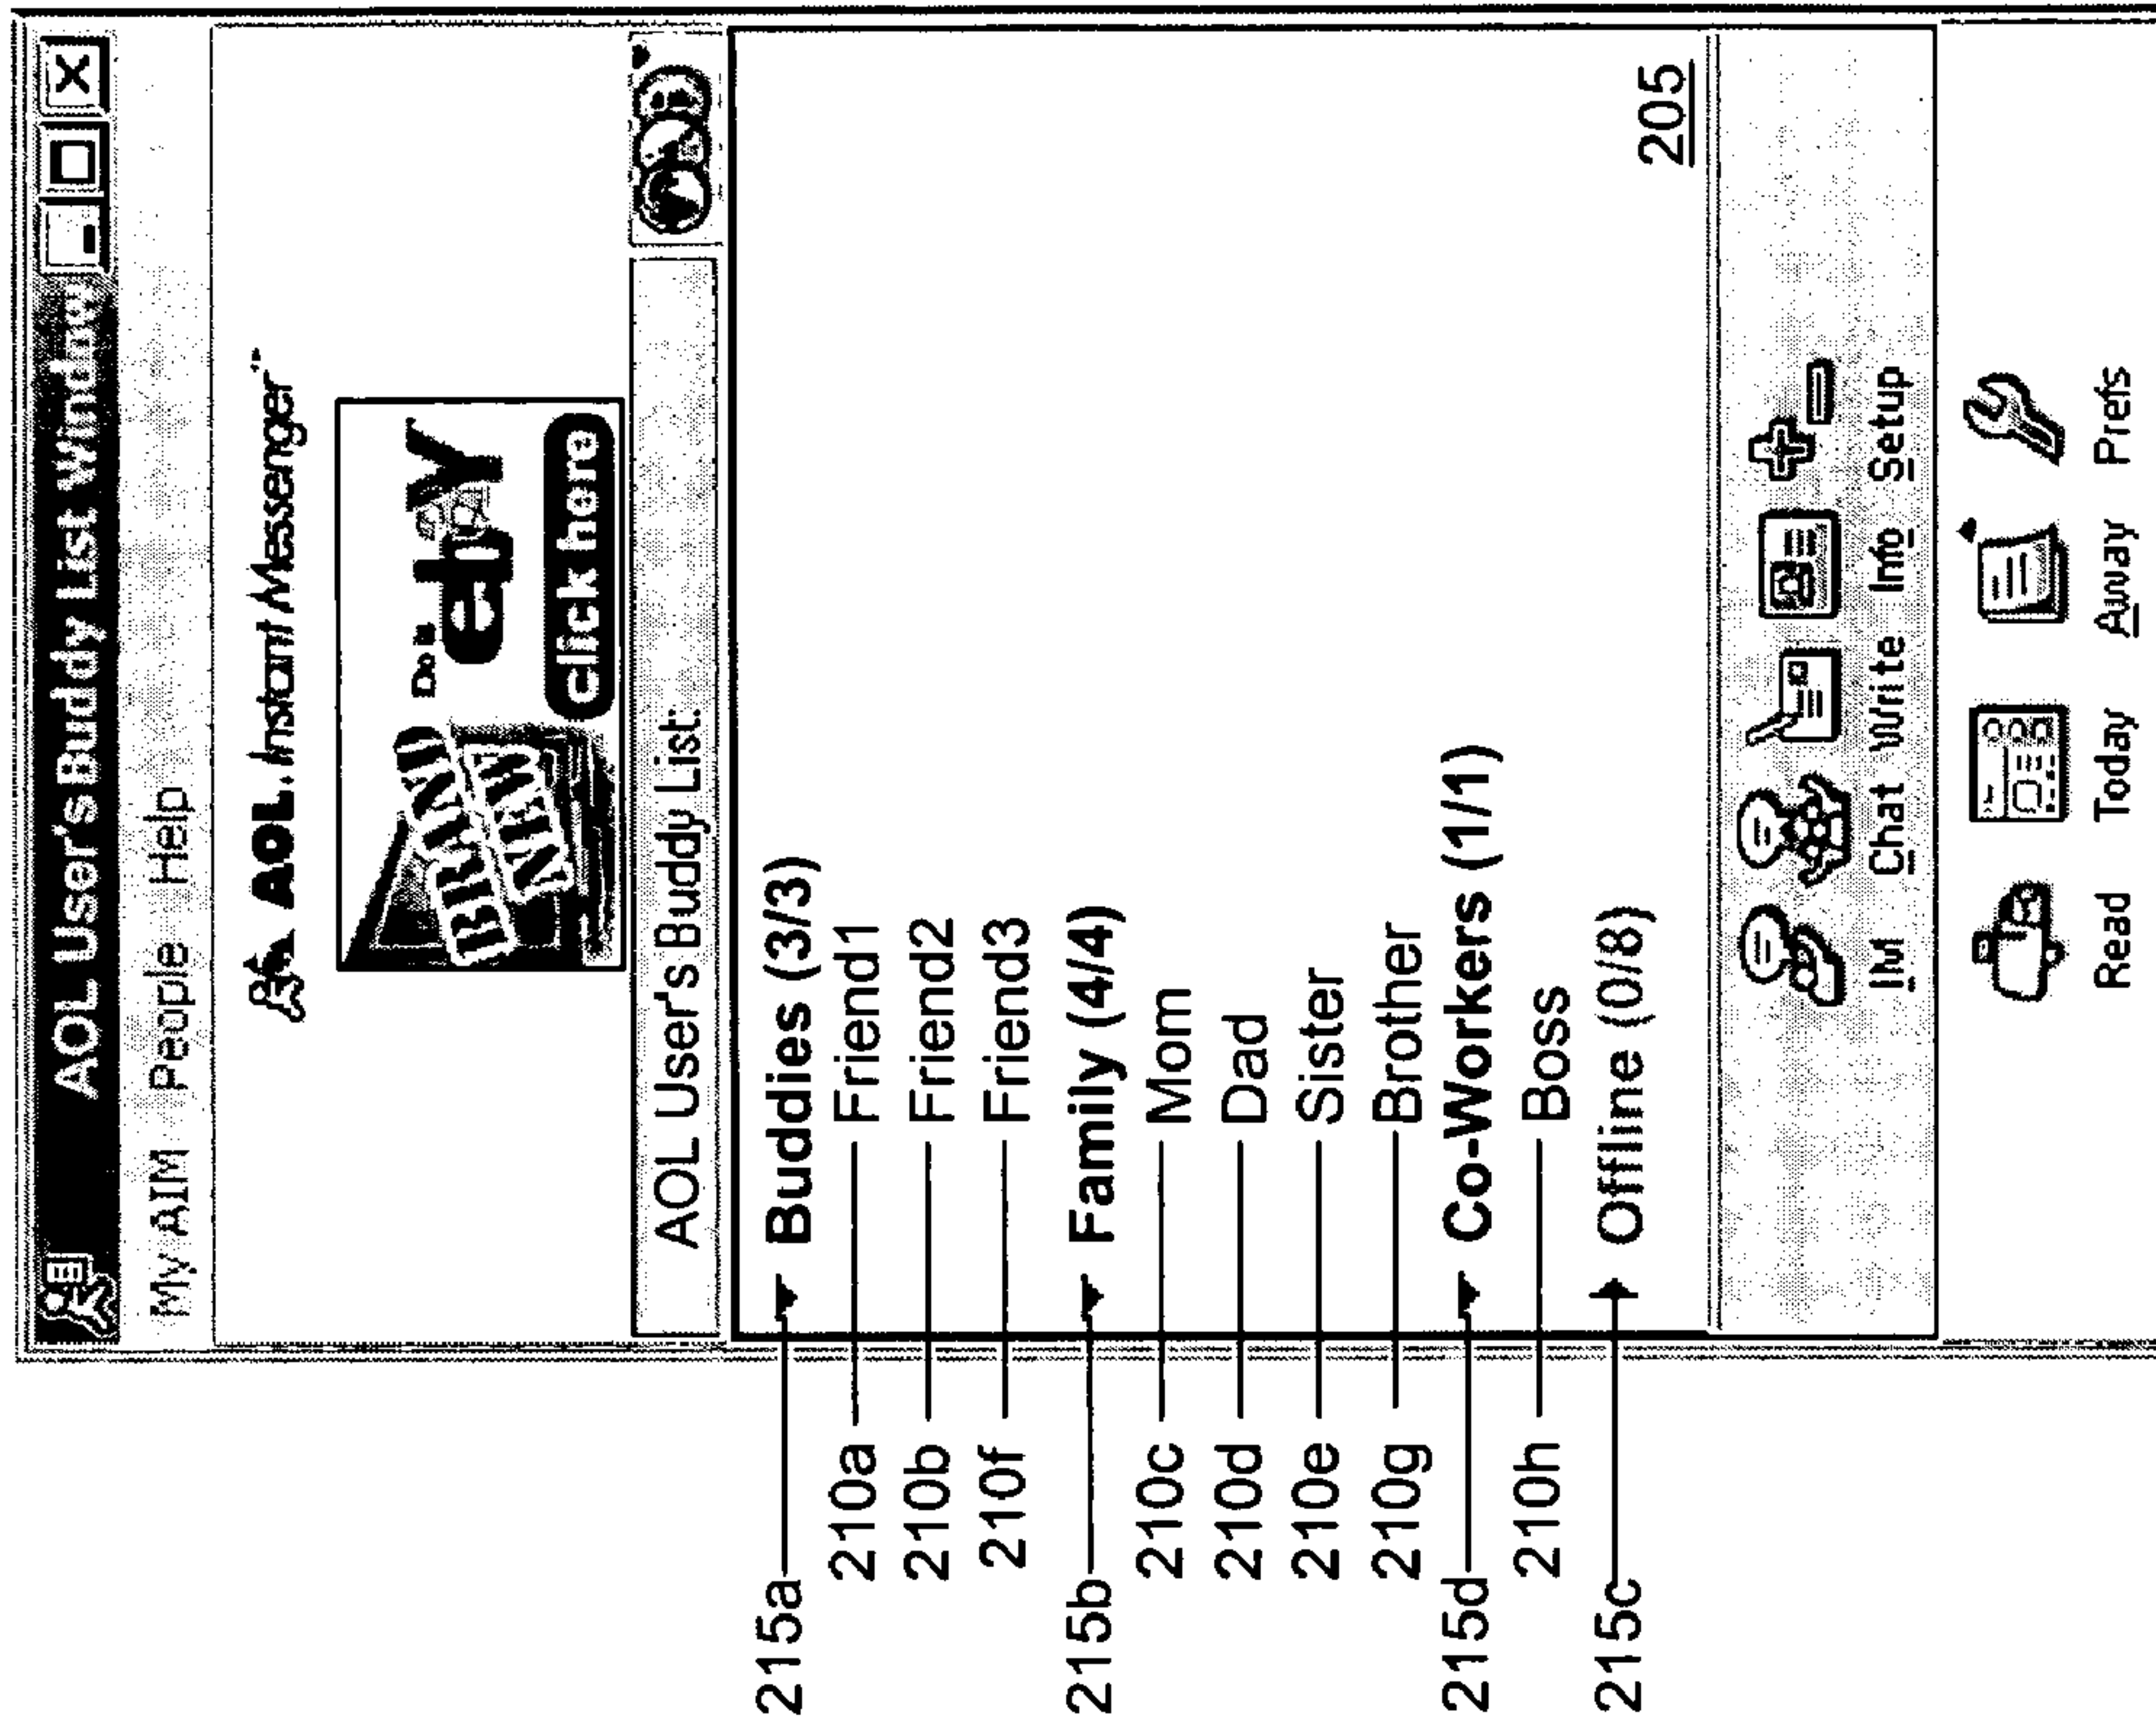 AOL User's Buddy List Window
My AIM People Help
AOL Instant Messenger™
BRAND NEW
Do it
ebay
click here
AOL User's Buddy List:
215a Buddies (3/3)
210a Friend1
210b Friend2
210f Friend3
215b Family (4/4)
210c Mom
210d Dad
210e Sister
210g Brother
215d Co-Workers (1/1)
210h Boss
215c Offline (0/8)
205
IM Chat Write Info Setup
Read Today Away Prefs